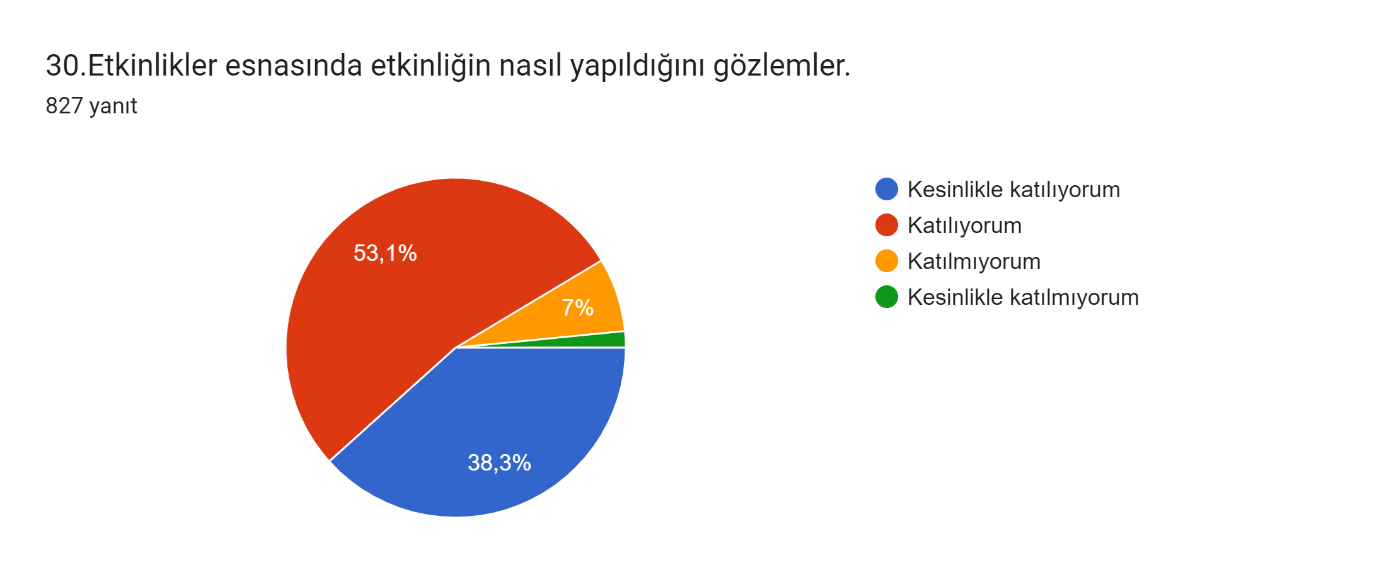 30.Etkinlikler esnasında etkinliğin nasıl yapıldığını gözlemler.
827 yanıt
Kesinlikle katılıyorum
Katılıyorum
Katılmıyorum
Kesinlikle katılmıyorum
53,1%
7%
38,3%